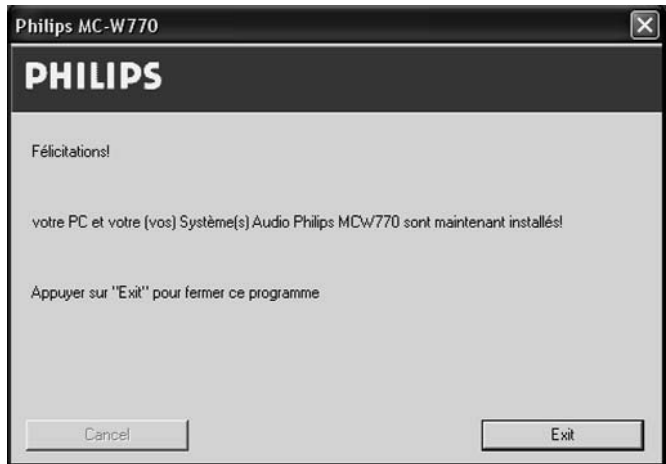 Philips MC-W770
PHILIPS
Félicitations!
votre PC et votre (vos) Système(s) Audio Philips MCW770 sont maintenant installés!
Appuyer sur "Exit" pour fermer ce programme
Cancel
Exit